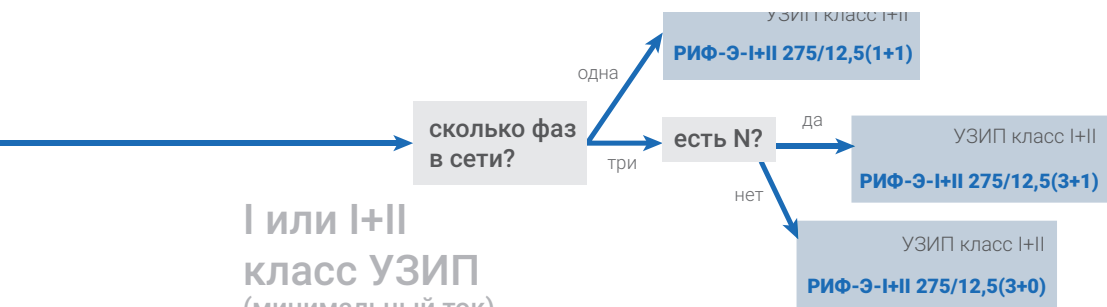 УЗИП класс I+II
РИФ-Э-I+II 275/12,5(1+1)
одна
сколько фаз
в сети?
три
есть N?
да
УЗИП класс I+II
РИФ-Э-I+II 275/12,5(3+1)
нет
УЗИП класс I+II
РИФ-Э-I+II 275/12,5(3+0)
I или I+II
класс УЗИП
(минимальный ток)